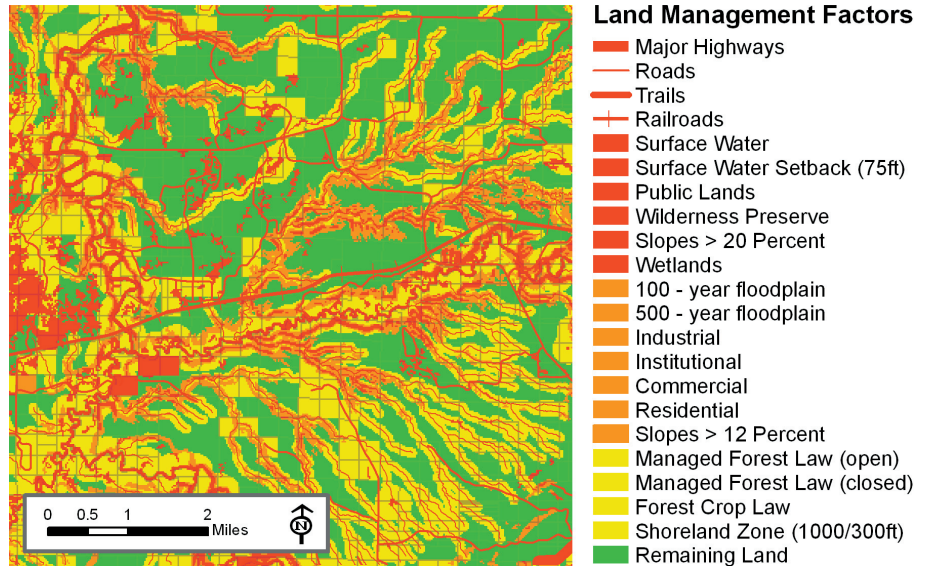 Land Management Factors
Major Highways
Roads
Trails
Railroads
Surface Water
Surface Water Setback (75ft)
Public Lands
Wilderness Preserve
Slopes > 20 Percent
Wetlands
100 - year floodplain
500 - year floodplain
Industrial
Institutional
Commercial
Residential
Slopes > 12 Percent
Managed Forest Law (open)
Managed Forest Law (closed)
Forest Crop Law
Shoreland Zone (1000/300ft)
Remaining Land
0 0.5 1 2
Miles
N